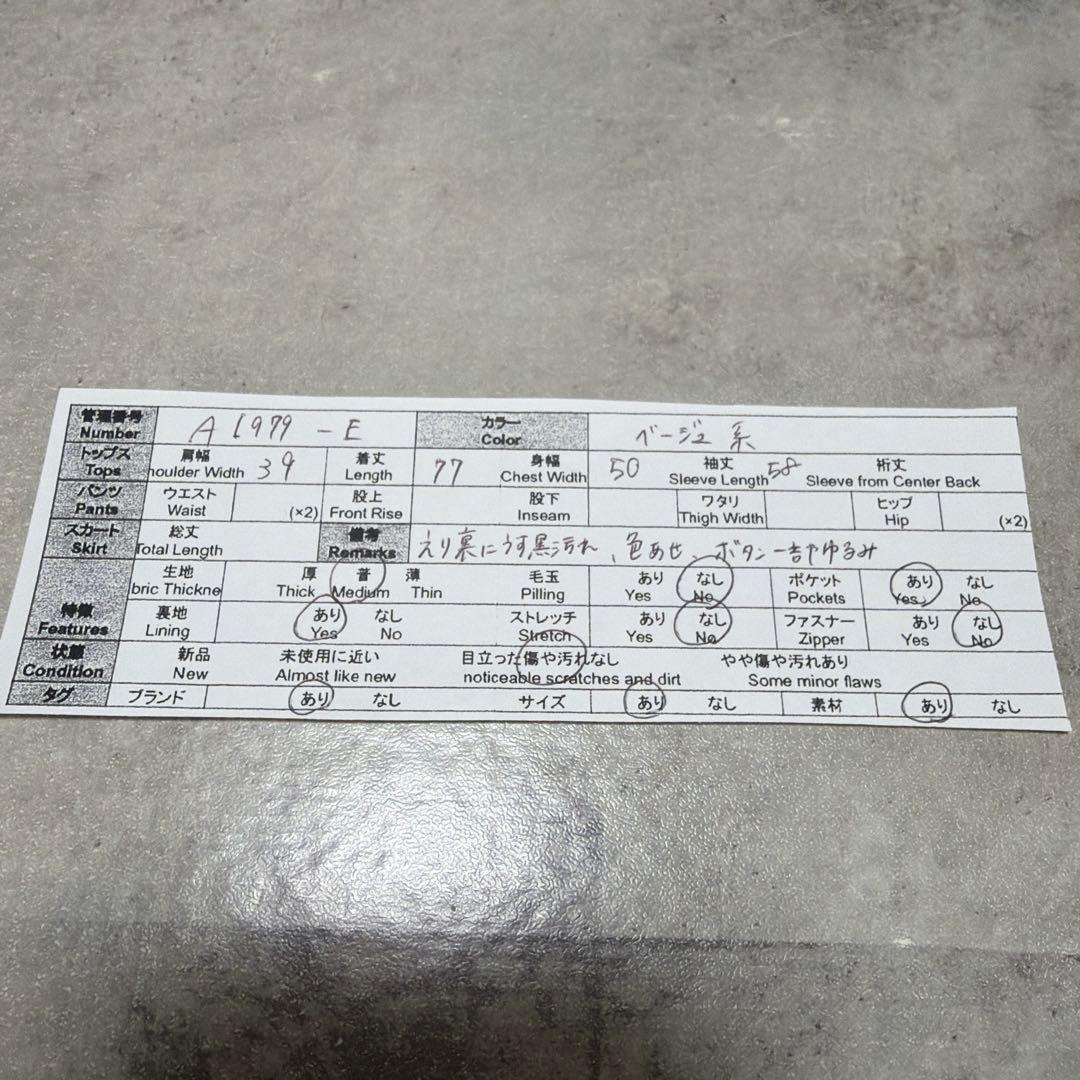 管理番号 A1979-E カラー ベージュ系
Number Color
トップス 肩幅 39 着丈 77 身幅 50 袖丈 58 裄丈
Tops houlder Width Length Chest Width Sleeve Length Sleeve from Center Back
パンツ ウエスト 股上 股下 ワタリ ヒップ
Pants Waist (×2) Front Rise Inseam Thigh Width Hip (×2)
スカート 総丈 備考 えり裏にうす黒汚れ、色あせ、ボタン一部ゆるみ
Skirt Total Length Remarks
生地 厚 普 薄 毛玉 あり なし ポケット あり なし
bric Thickne Thick Medium Thin Pilling Yes No Pockets Yes No
特徴 裏地 あり なし ストレッチ あり なし ファスナー あり なし
Features Lining Yes No Stretch Yes No Zipper Yes No
状態 新品 未使用に近い 目立った傷や汚れなし やや傷や汚れあり
Condition New Almost like new noticeable scratches and dirt Some minor flaws
タグ ブランド あり なし サイズ あり なし 素材 あり なし